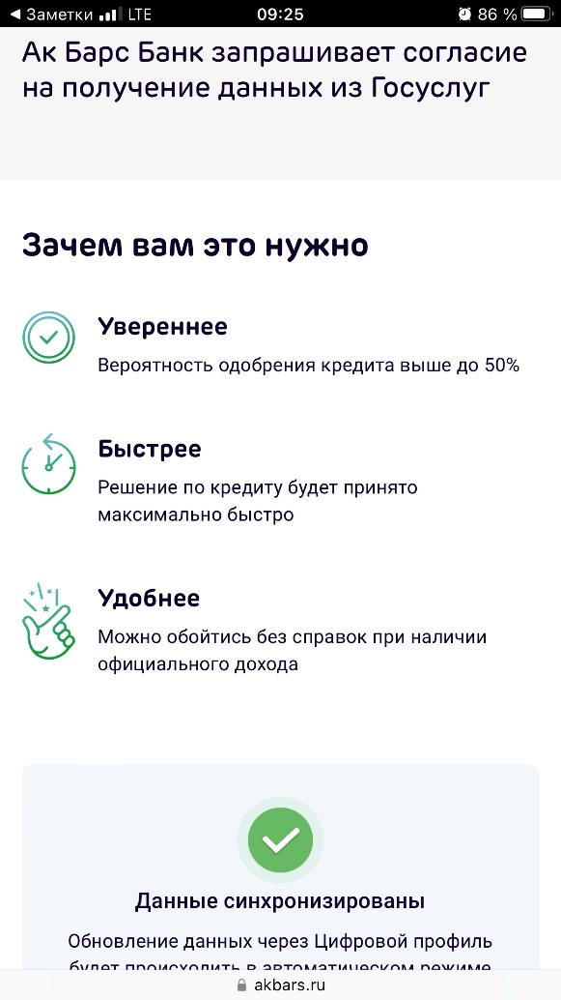 ◀ Заметки LTE 09:25 86 %
Ак Барс Банк запрашивает согласие
на получение данных из Госуслуг
Зачем вам это нужно
Увереннее
Вероятность одобрения кредита выше до 50%
Быстрее
Решение по кредиту будет принято
максимально быстро
Удобнее
Можно обойтись без справок при наличии
официального дохода
Данные синхронизированы
Обновление данных через Цифровой профиль
будет происходить в автоматическом режиме
akbars.ru